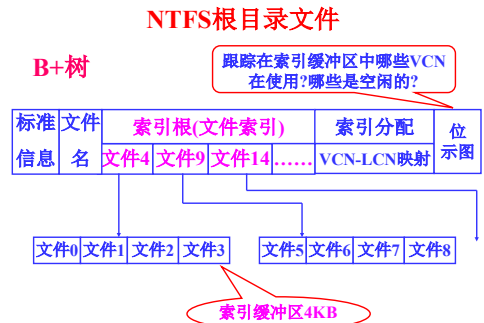 NTFS根目录文件
B+树
跟踪在索引缓冲区中哪些VCN
在使用?哪些是空闲的?
标准
信息
文件
名
索引根(文件索引)
文件4 文件9 文件14 ……
索引分配
VCN-LCN映射
位
示图
文件0 文件1 文件2 文件3
文件5 文件6 文件7 文件8
索引缓冲区4KB